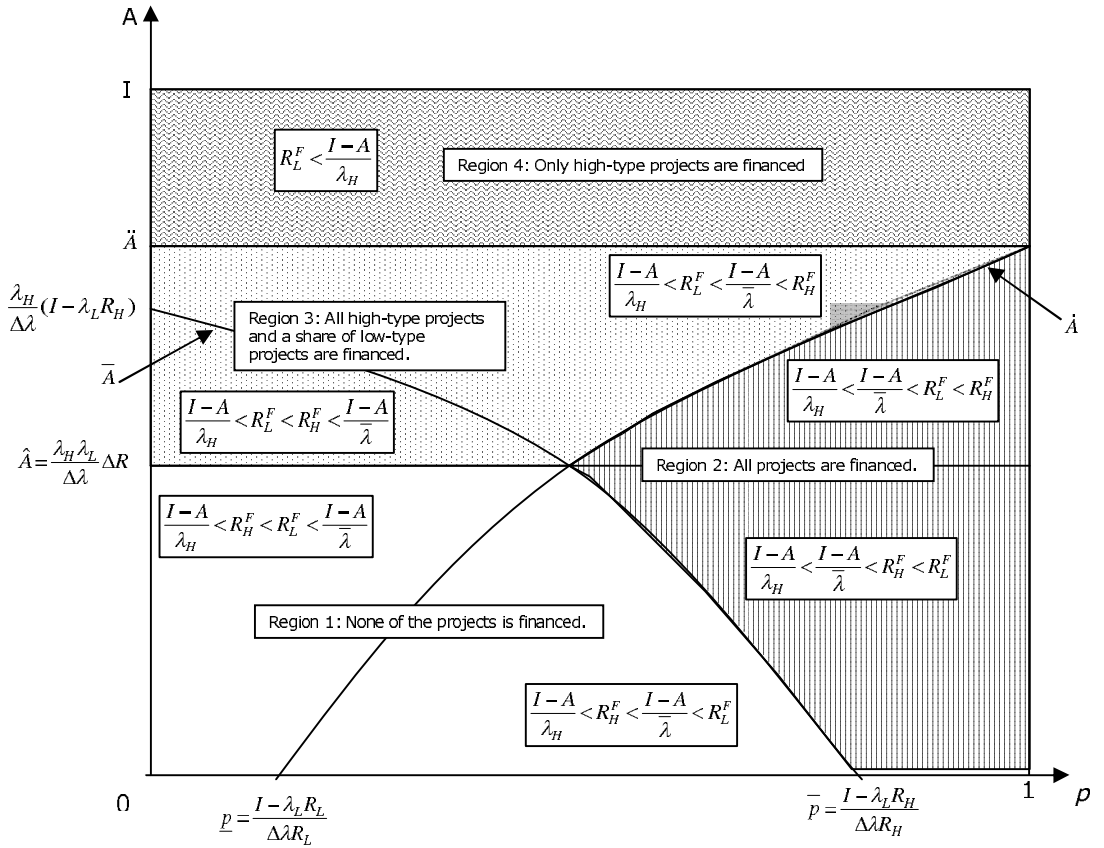 A
I
R_L^F < (I − A)/λ_H
Region 4: Only high-type projects are financed
Ä
(I − A)/λ_H < R_L^F < (I − A)/λ̅ < R_H^F
(λ_H/Δλ)(I − λ_L R_H)
Region 3: All high-type projects
and a share of low-type
projects are financed.
Ȧ
A̅
(I − A)/λ_H < (I − A)/λ̅ < R_L^F < R_H^F
(I − A)/λ_H < R_L^F < R_H^F < (I − A)/λ̅
Â = (λ_H λ_L/Δλ) ΔR
Region 2: All projects are financed.
(I − A)/λ_H < R_H^F < R_L^F < (I − A)/λ̅
(I − A)/λ_H < (I − A)/λ̅ < R_H^F < R_L^F
Region 1: None of the projects is financed.
(I − A)/λ_H < R_H^F < (I − A)/λ̅ < R_L^F
0
1
p
p̲ = (I − λ_L R_L)/(Δλ R_L)
p̅ = (I − λ_L R_H)/(Δλ R_H)